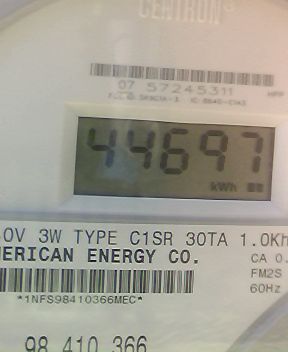 CENTRON
07 57245311
44697
kWh
3W TYPE C1SR 30TA 1.0Kh
ERICAN ENERGY CO.
CA 0.
FM2S
60Hz
*1NFS98410366MEC*
98 410 366